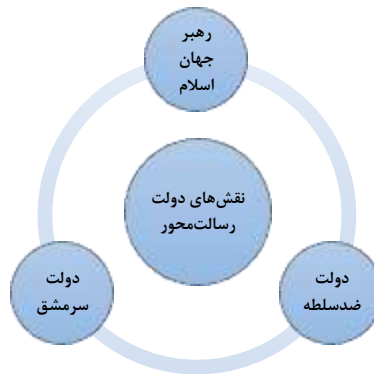 رهبر
جهان
اسلام
نقش‌های دولت
رسالت‌محور
دولت
ضدسلطه
دولت
سرمشق